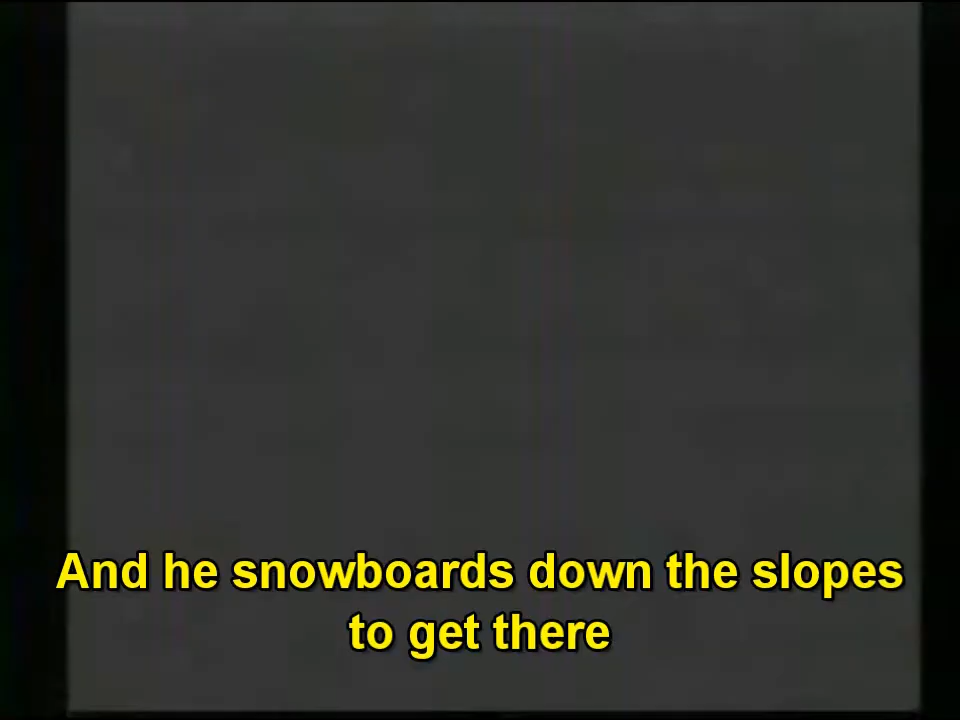 And he snowboards down the slopes
to get there